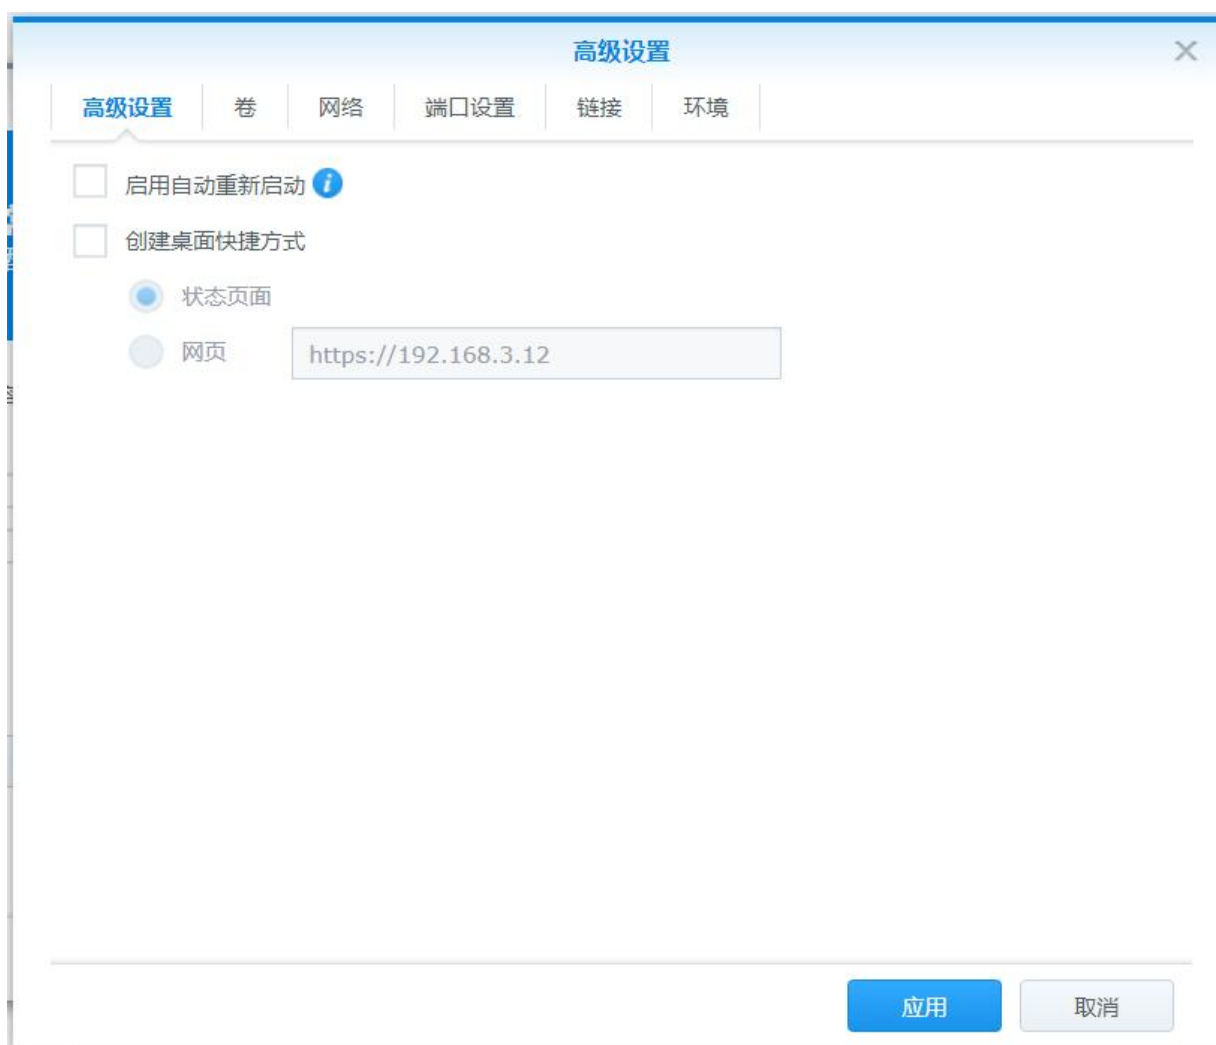 高级设置
高级设置 卷 网络 端口设置 链接 环境
启用自动重新启动
创建桌面快捷方式
状态页面
网页 https://192.168.3.12
应用 取消